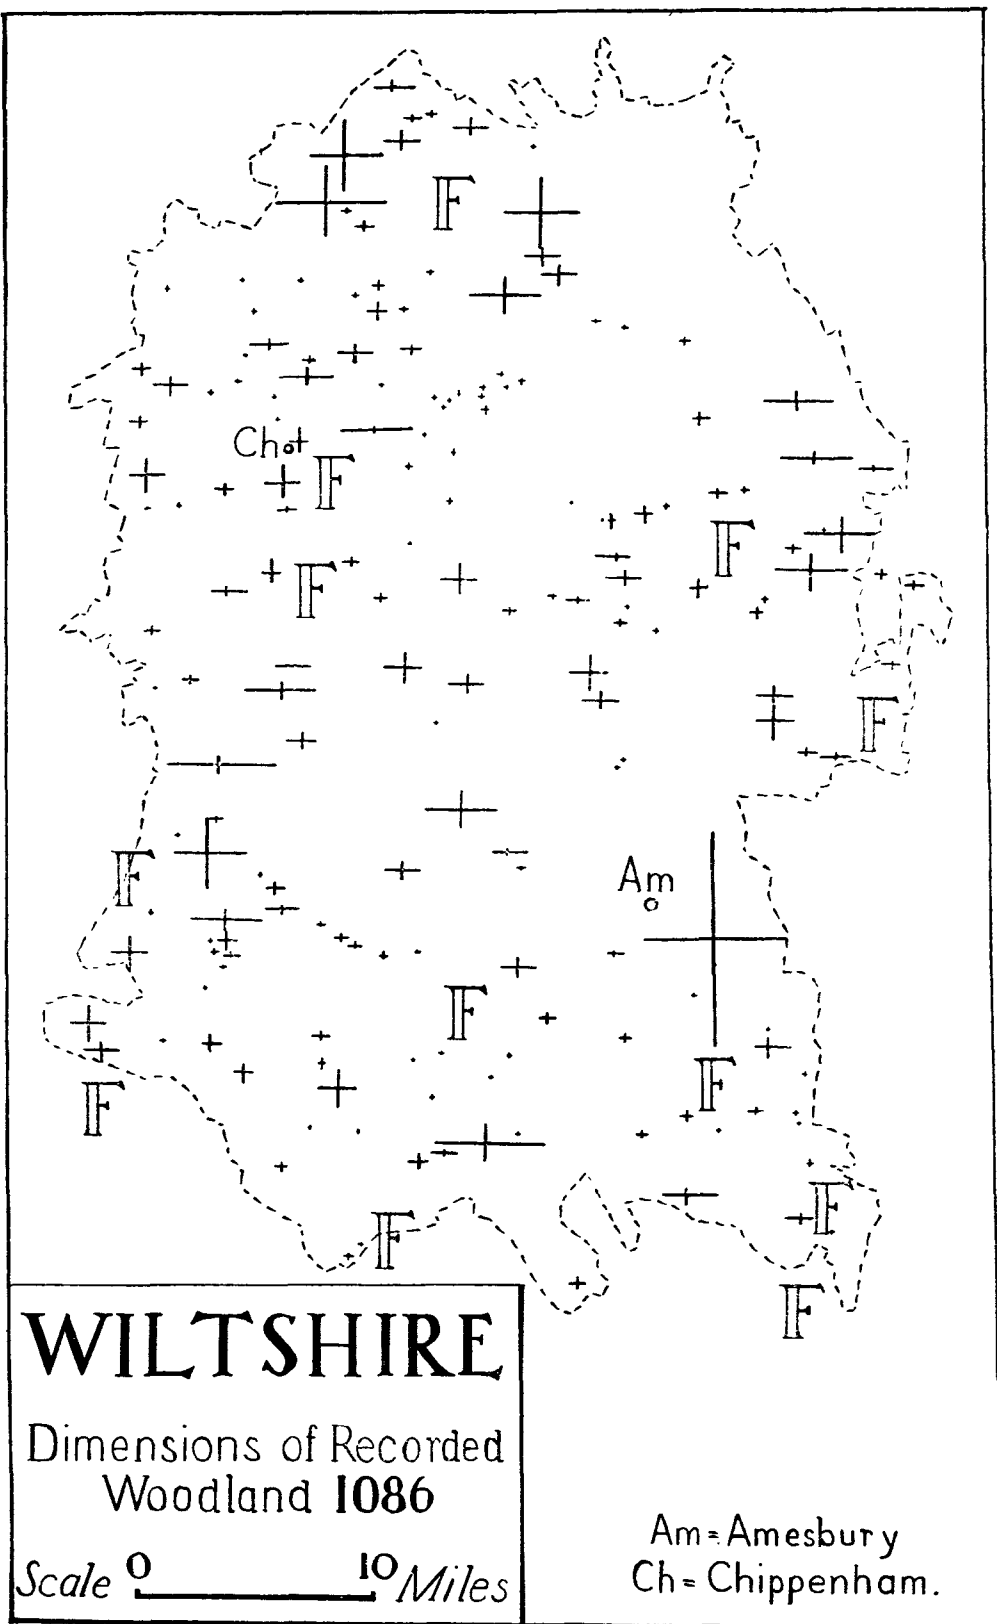 F
Ch
F
F
F
F
F
Am
F
F
F
F
F
F
WILTSHIRE
Dimensions of Recorded
Woodland 1086
Scale 0 10 Miles
Am = Amesbury
Ch = Chippenham.